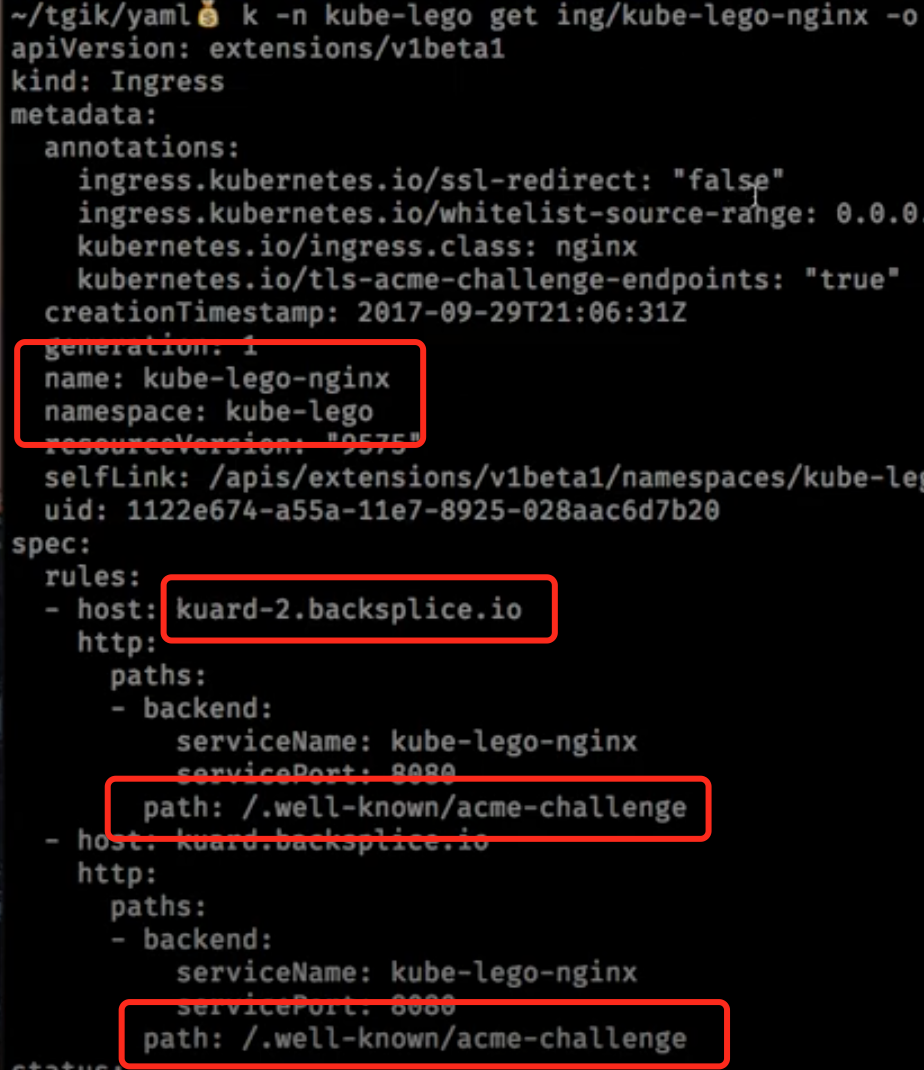 ~/tgik/yaml💰 k -n kube-lego get ing/kube-lego-nginx -o
apiVersion: extensions/v1beta1
kind: Ingress
metadata:
  annotations:
    ingress.kubernetes.io/ssl-redirect: "false"
    ingress.kubernetes.io/whitelist-source-range: 0.0.0
    kubernetes.io/ingress.class: nginx
    kubernetes.io/tls-acme-challenge-endpoints: "true"
  creationTimestamp: 2017-09-29T21:06:31Z
  generation: 1
  name: kube-lego-nginx
  namespace: kube-lego
  resourceVersion: "9575"
  selfLink: /apis/extensions/v1beta1/namespaces/kube-leg
  uid: 1122e674-a55a-11e7-8925-028aac6d7b20
spec:
  rules:
  - host: kuard-2.backsplice.io
    http:
      paths:
      - backend:
          serviceName: kube-lego-nginx
          servicePort: 8080
        path: /.well-known/acme-challenge
  - host: kuard.backsplice.io
    http:
      paths:
      - backend:
          serviceName: kube-lego-nginx
          servicePort: 8080
        path: /.well-known/acme-challenge
status: